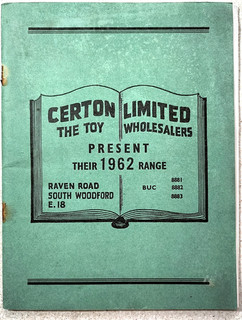 CERTON LIMITED
THE TOY WHOLESALERS
PRESENT
THEIR 1962 RANGE
RAVEN ROAD
SOUTH WOODFORD
E.18
BUC 8881
8882
8883